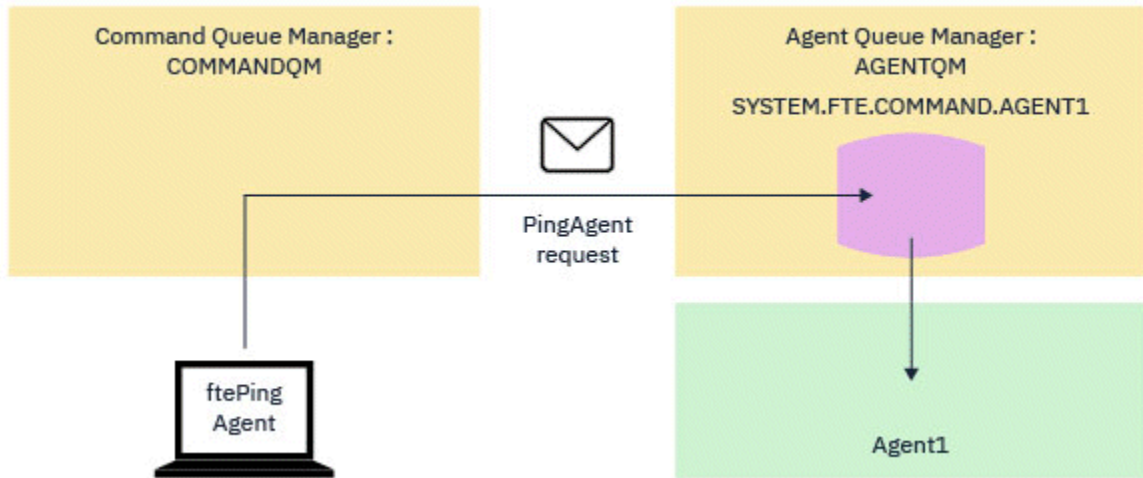 Command Queue Manager :
COMMANDQM
Agent Queue Manager :
AGENTQM
SYSTEM.FTE.COMMAND.AGENT1
PingAgent
request
ftePing
Agent
Agent1